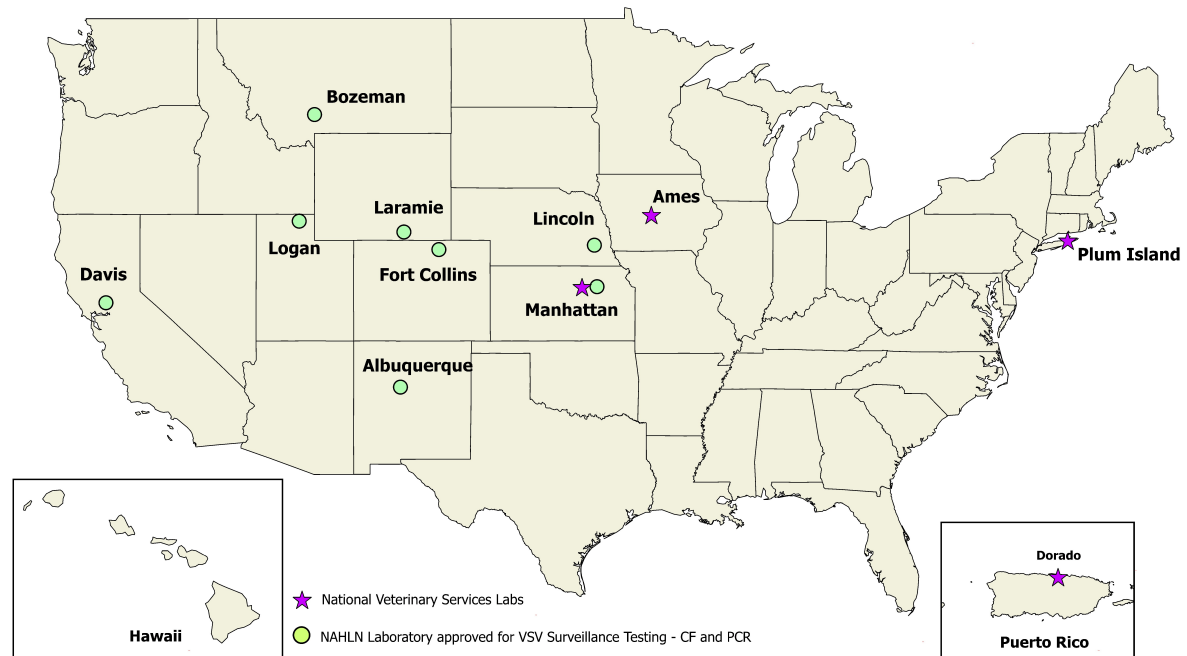 Bozeman
Ames
Laramie
Lincoln
Logan
Plum Island
Davis
Fort Collins
Manhattan
Albuquerque
Dorado
National Veterinary Services Labs
Hawaii
NAHLN Laboratory approved for VSV Surveillance Testing - CF and PCR
Puerto Rico